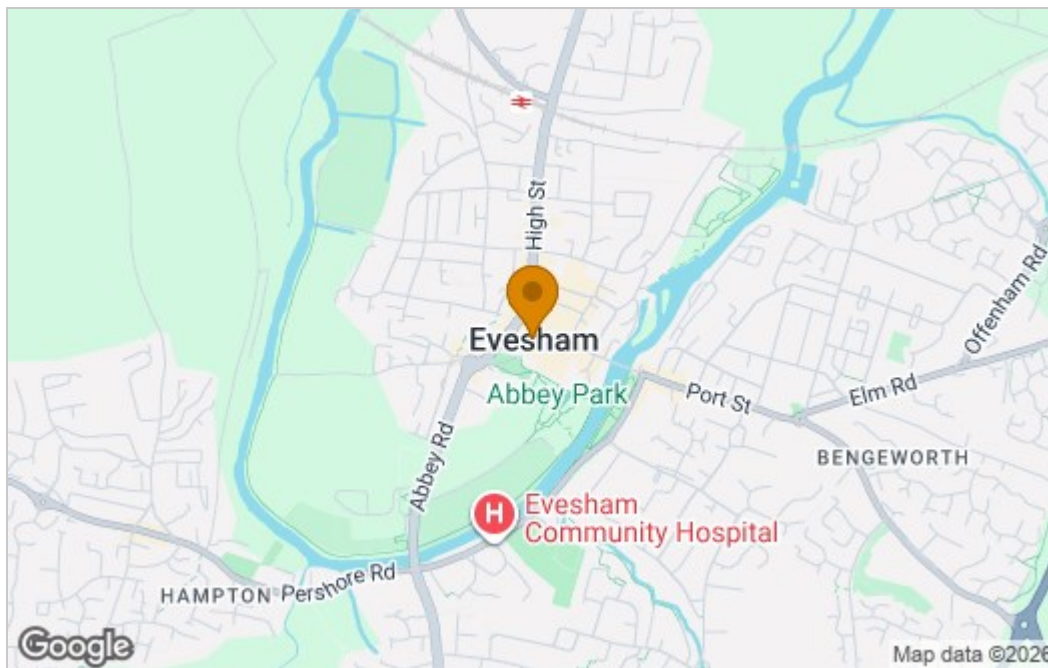 High St
Evesham
Abbey Park
Port St
Elm Rd
Offenham Rd
BENGEWORTH
Abbey Rd
H
Evesham
Community Hospital
HAMPTON
Pershore Rd
Google
Map data ©2026